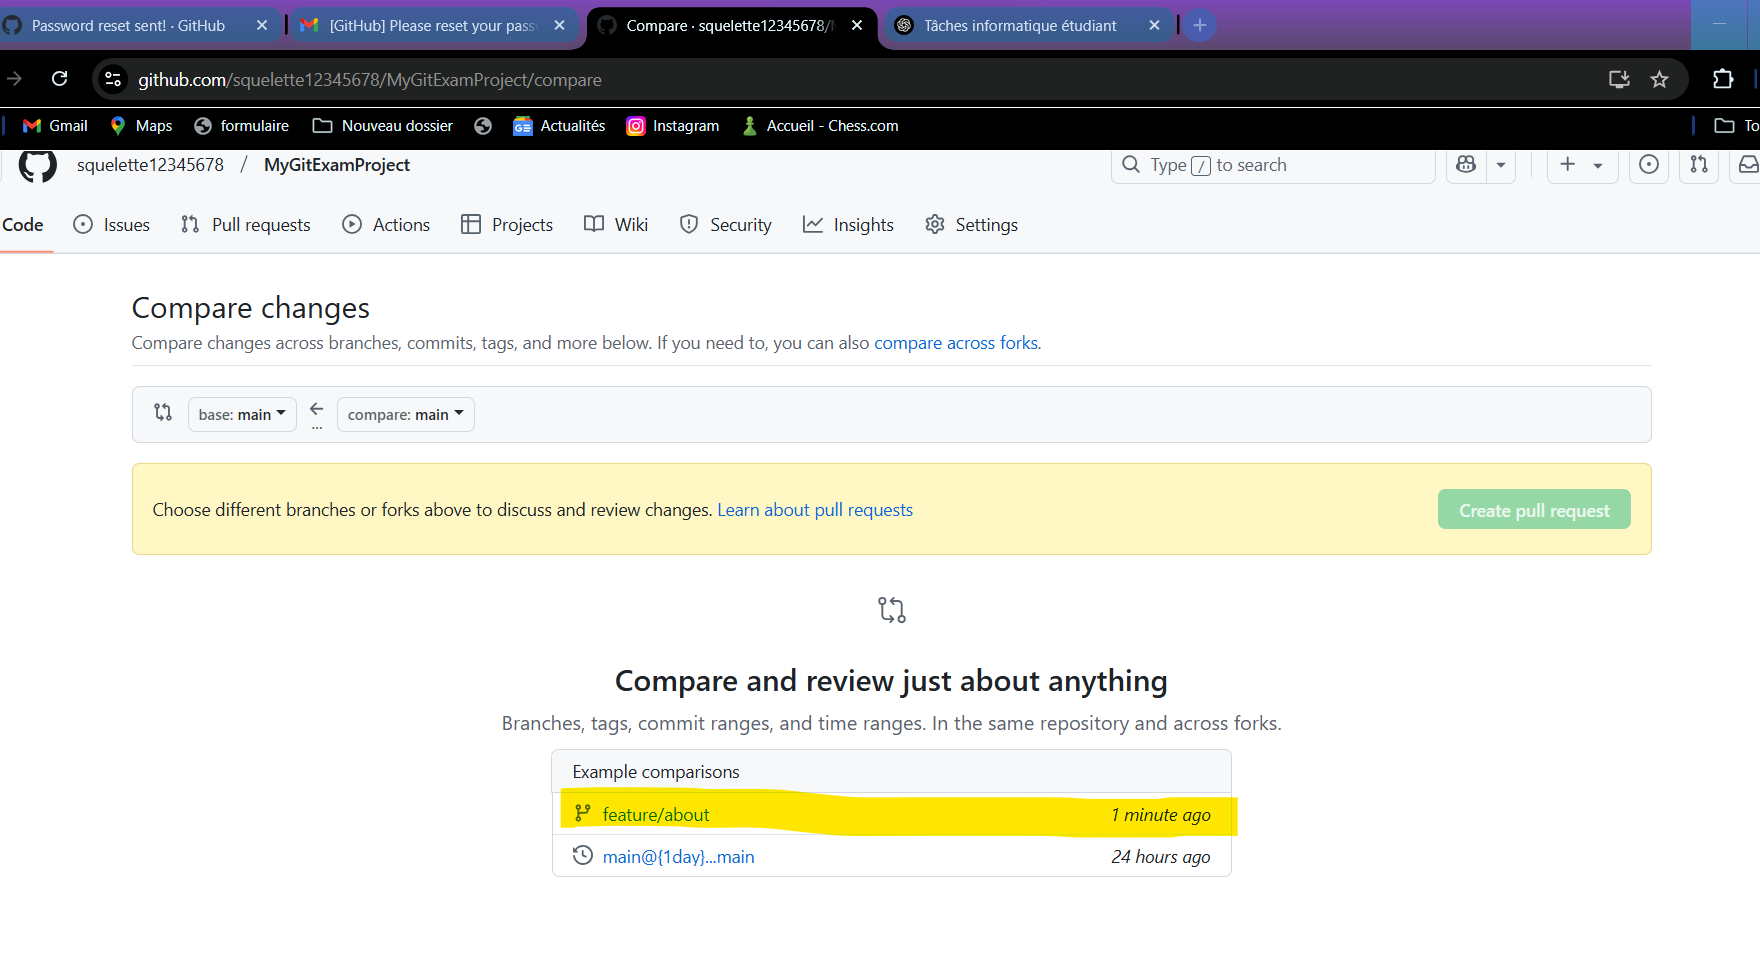 Password reset sent! · GitHub
[GitHub] Please reset your pass
Compare · squelette12345678/
Tâches informatique étudiant
github.com/squelette12345678/MyGitExamProject/compare
Gmail
Maps
formulaire
Nouveau dossier
Actualités
Instagram
Accueil - Chess.com
To
squelette12345678 / MyGitExamProject
Type / to search
Code
Issues
Pull requests
Actions
Projects
Wiki
Security
Insights
Settings
Compare changes
Compare changes across branches, commits, tags, and more below. If you need to, you can also compare across forks.
base: main
...
compare: main
Choose different branches or forks above to discuss and review changes. Learn about pull requests
Create pull request
Compare and review just about anything
Branches, tags, commit ranges, and time ranges. In the same repository and across forks.
Example comparisons
feature/about 1 minute ago
main@{1day}...main 24 hours ago